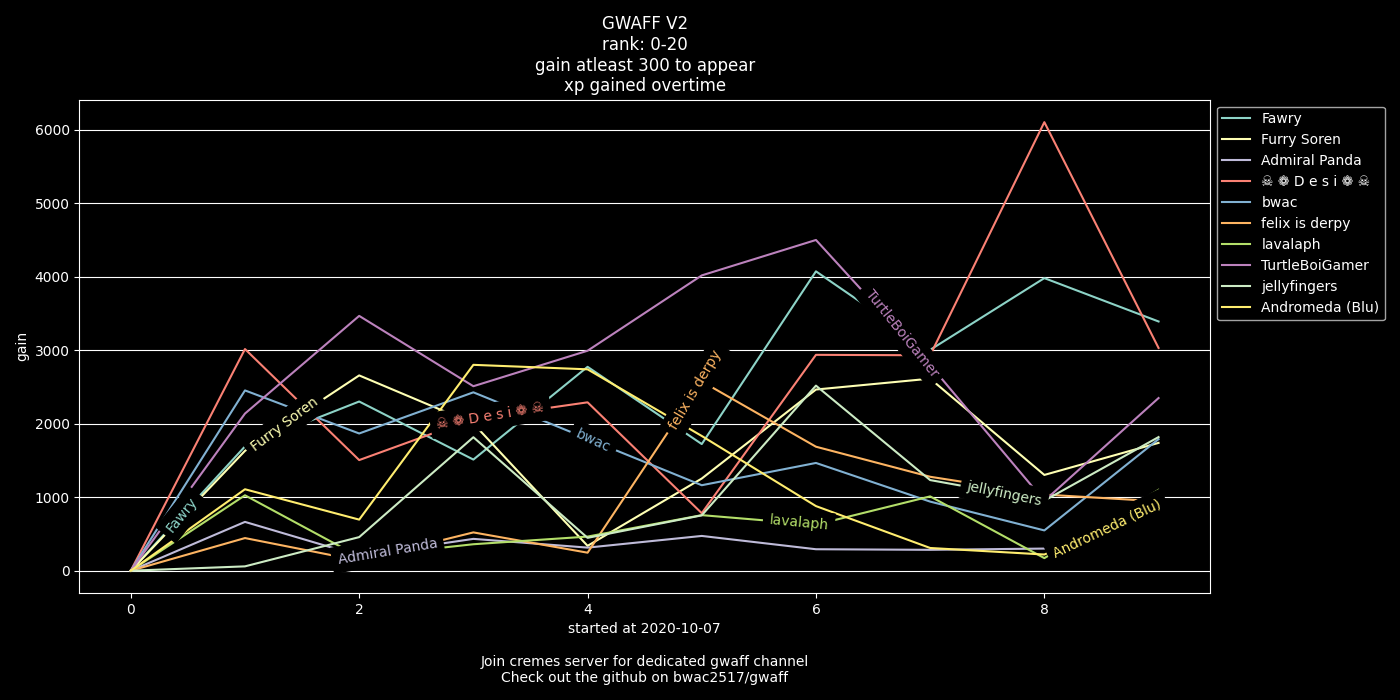 GWAFF V2
rank: 0-20
gain atleast 300 to appear
xp gained overtime
gain
6000
5000
4000
3000
2000
1000
0
0 2 4 6 8
started at 2020-10-07
Join cremes server for dedicated gwaff channel
Check out the github on bwac2517/gwaff
Fawry
Furry Soren
Admiral Panda
☠ ❁ D e s i ❁ ☠
bwac
felix is derpy
lavalaph
TurtleBoiGamer
jellyfingers
Andromeda (Blu)
Fawry
Furry Soren
Admiral Panda
☠ ❁ D e s i ❁ ☠
bwac
felix is derpy
lavalaph
TurtleBoiGamer
jellyfingers
Andromeda (Blu)